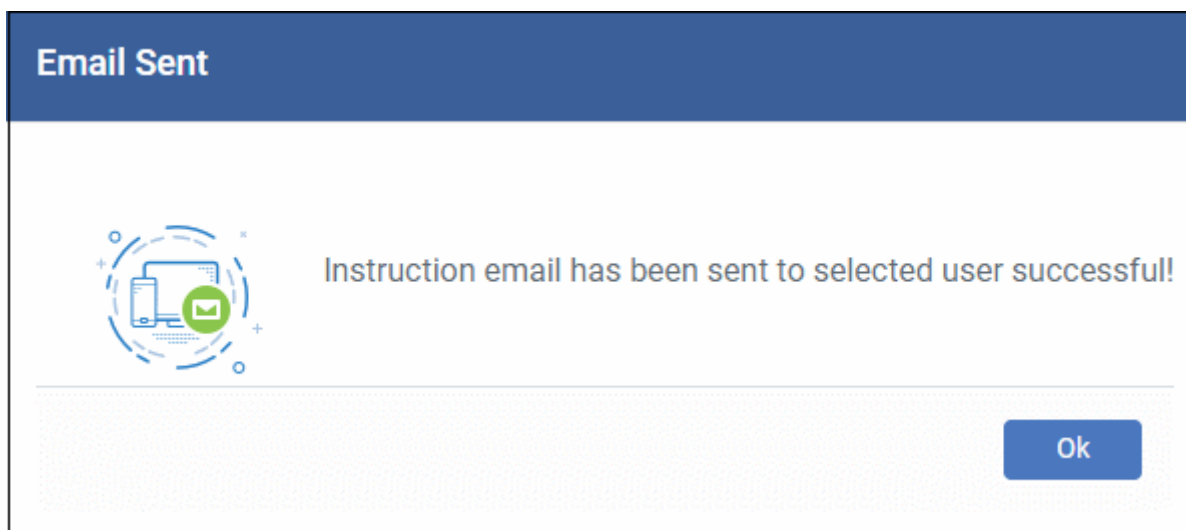 Email Sent
Instruction email has been sent to selected user successful!
Ok